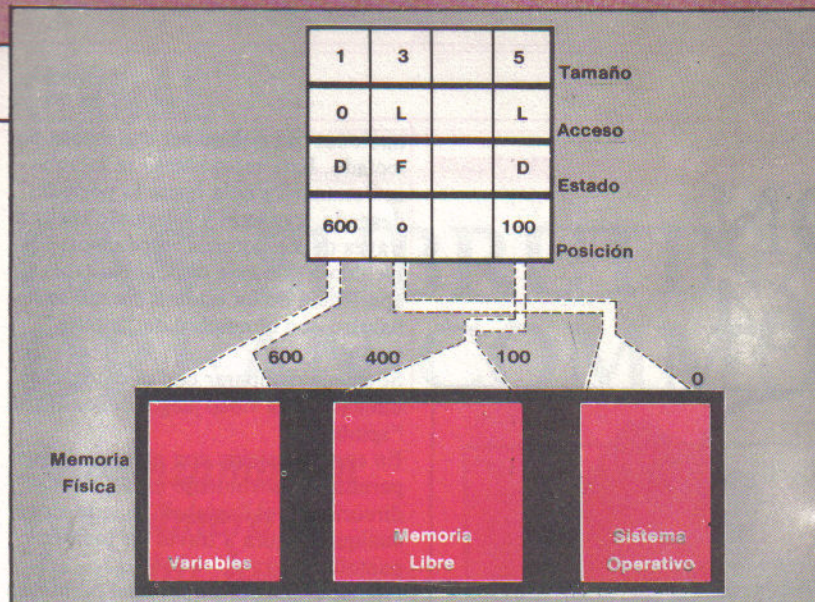 1 3 5 Tamaño
0 L L Acceso
D F D Estado
600 o 100 Posición
600 400 100 0
Memoria
Física
Variables
Memoria
Libre
Sistema
Operativo